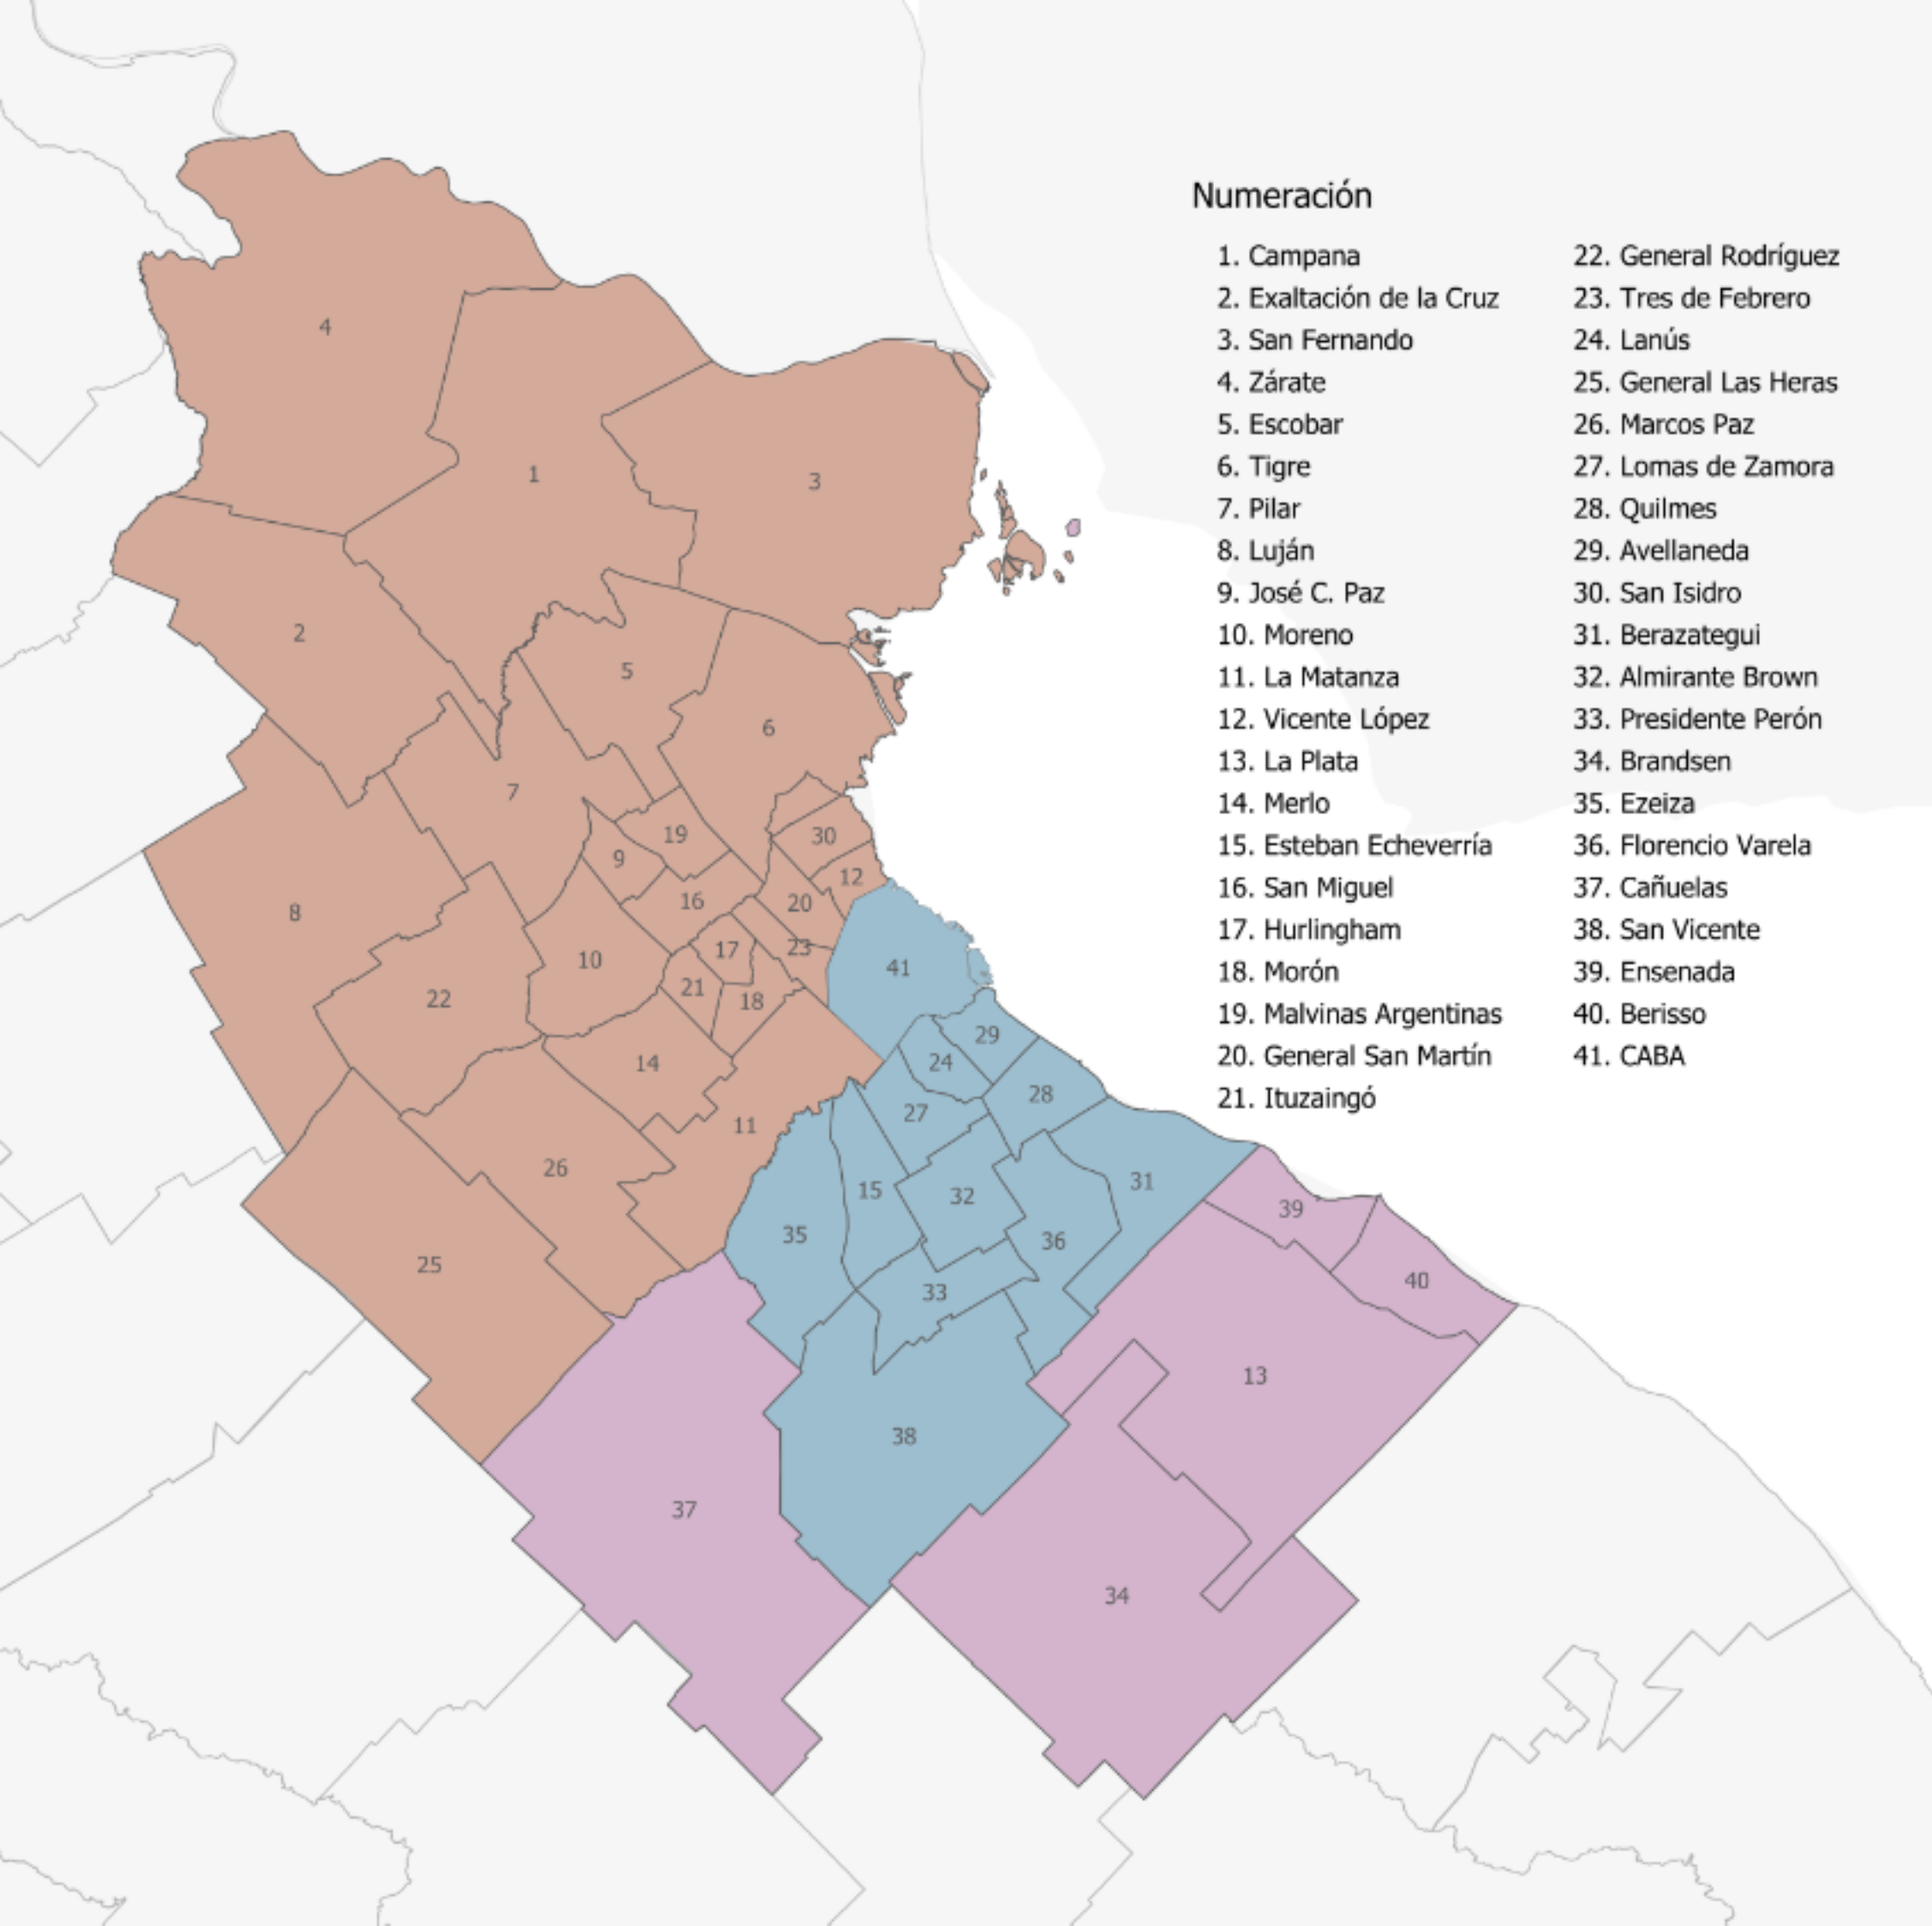 Numeración
1. Campana
2. Exaltación de la Cruz
3. San Fernando
4. Zárate
5. Escobar
6. Tigre
7. Pilar
8. Luján
9. José C. Paz
10. Moreno
11. La Matanza
12. Vicente López
13. La Plata
14. Merlo
15. Esteban Echeverría
16. San Miguel
17. Hurlingham
18. Morón
19. Malvinas Argentinas
20. General San Martín
21. Ituzaingó
22. General Rodríguez
23. Tres de Febrero
24. Lanús
25. General Las Heras
26. Marcos Paz
27. Lomas de Zamora
28. Quilmes
29. Avellaneda
30. San Isidro
31. Berazategui
32. Almirante Brown
33. Presidente Perón
34. Brandsen
35. Ezeiza
36. Florencio Varela
37. Cañuelas
38. San Vicente
39. Ensenada
40. Berisso
41. CABA
4
1
3
2
5
6
7
19
30
9
12
16
20
8
23
17
10
41
21
18
22
29
14
24
28
27
11
26
31
15
32
39
35
36
25
40
33
13
38
37
34